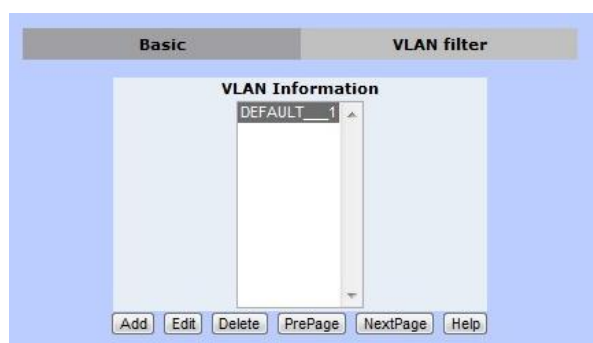 Basic VLAN filter
VLAN Information
DEFAULT___1
Add Edit Delete PrePage NextPage Help